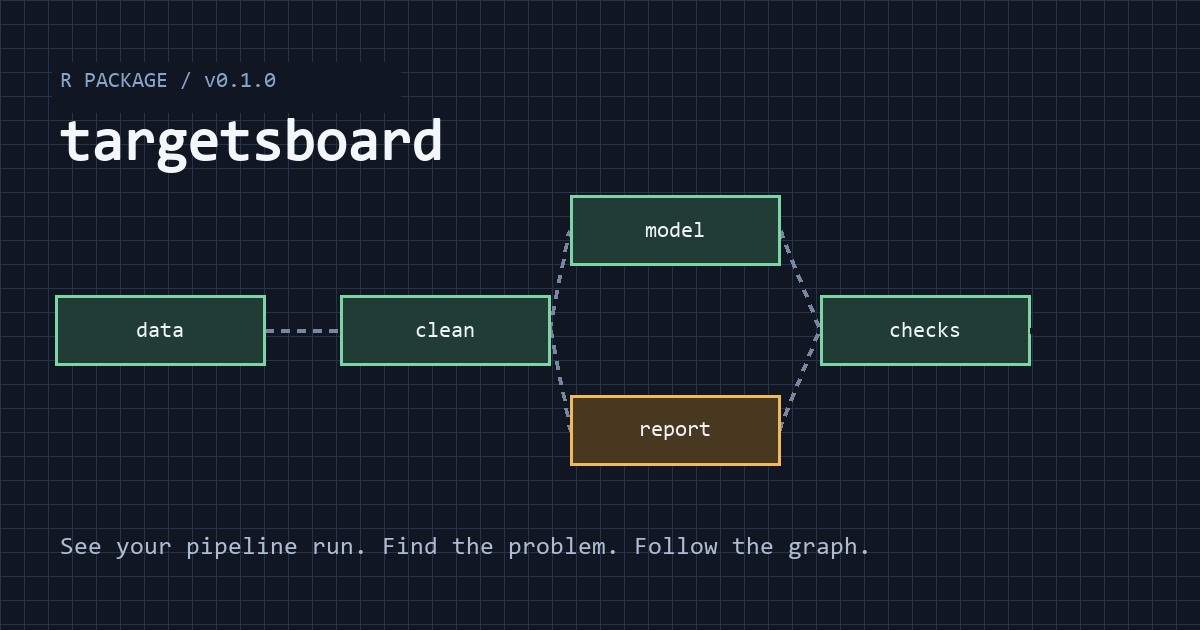 R PACKAGE / v0.1.0
targetsboard
model
data
clean
checks
report
See your pipeline run. Find the problem. Follow the graph.